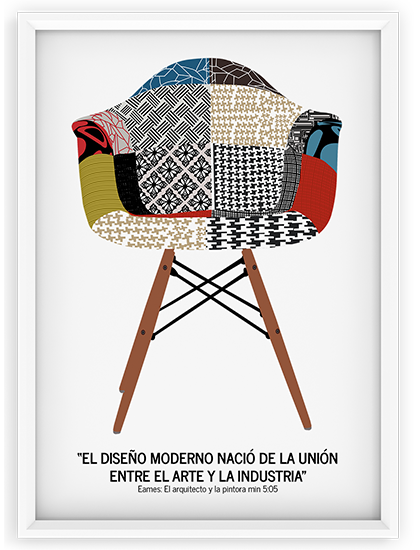 “EL DISEÑO MODERNO NACIÓ DE LA UNIÓN
ENTRE EL ARTE Y LA INDUSTRIA”
Eames: El arquitecto y la pintora min 5:05